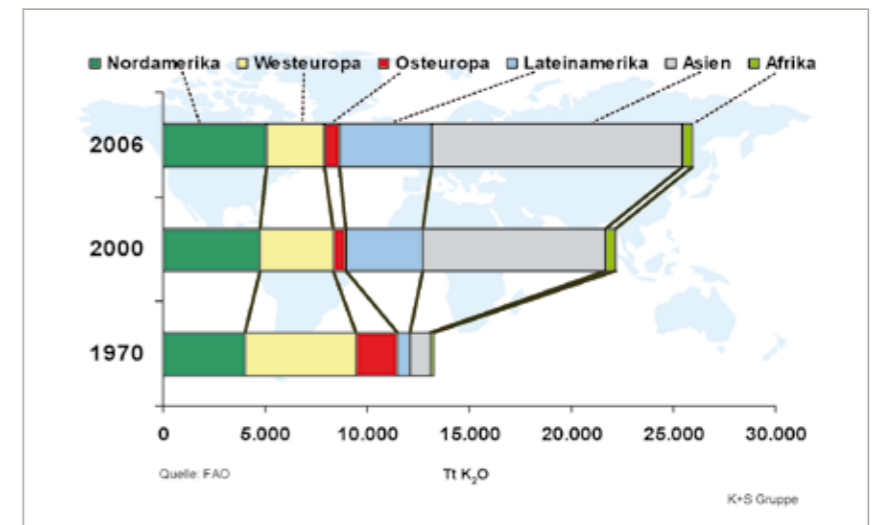 Nordamerika Westeuropa Osteuropa Lateinamerika Asien Afrika
2006
2000
1970
0 5.000 10.000 15.000 20.000 25.000 30.000
Quelle: FAO Tt K₂O
K+S Gruppe